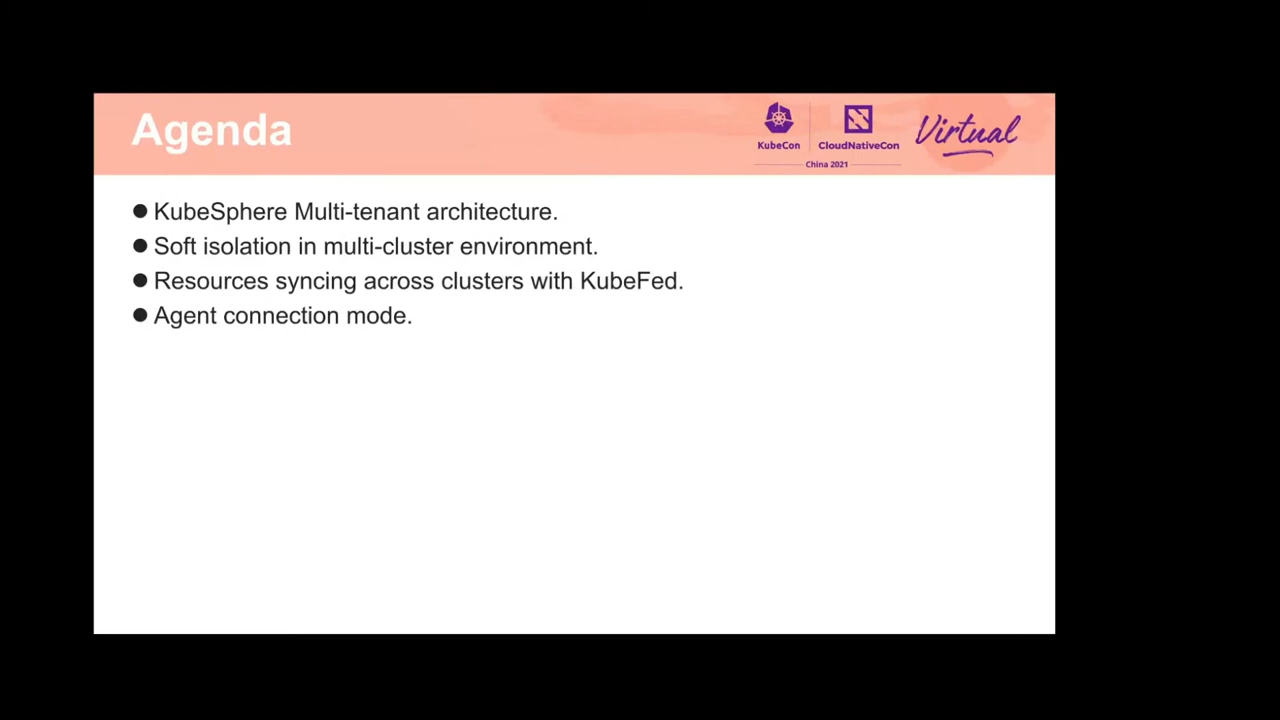 Agenda
KubeCon
CloudNativeCon
Virtual
China 2021
● KubeSphere Multi-tenant architecture.
● Soft isolation in multi-cluster environment.
● Resources syncing across clusters with KubeFed.
● Agent connection mode.